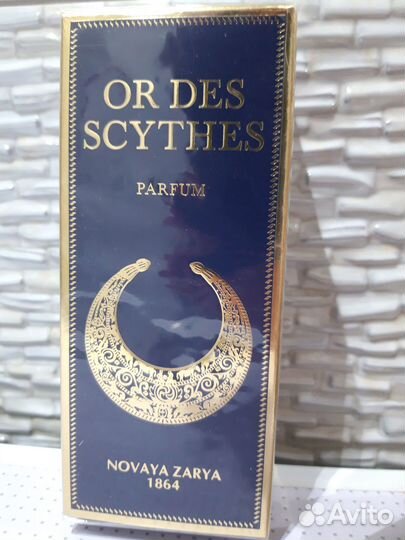 OR DES
SCYTHES
PARFUM
NOVAYA ZARYA
1864
Avito